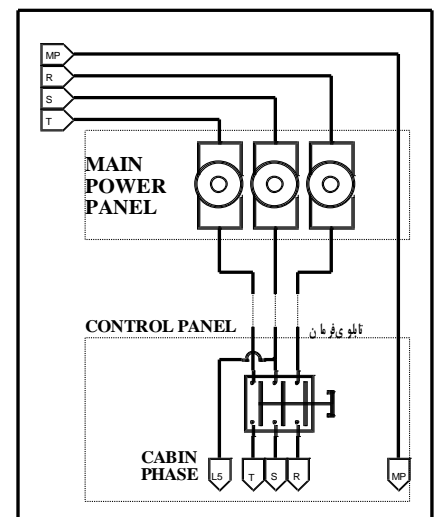 MP
R
S
T
MAIN
POWER
PANEL
CONTROL PANEL
تابلوی فرمان
CABIN
PHASE
L5
T
S
R
MP